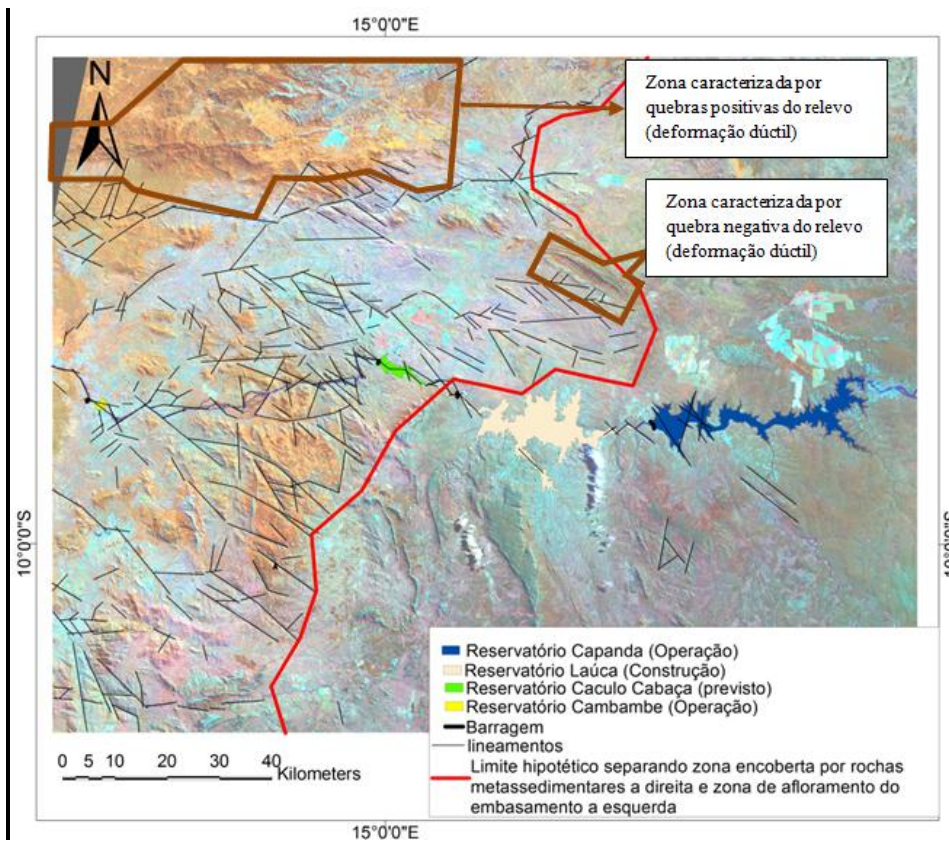 15°0'0"E
N
Zona caracterizada por
quebras positivas do relevo
(deformação dúctil)
Zona caracterizada por
quebra negativa do relevo
(deformação dúctil)
10°0'0"S
10°0'0"S
Reservatório Capanda (Operação)
Reservatório Laúca (Construção)
Reservatório Caculo Cabaça (previsto)
Reservatório Cambambe (Operação)
Barragem
lineamentos
Limite hipotético separando zona encoberta por rochas
metassedimentares a direita e zona de afloramento do
embasamento a esquerda
0 5 10 20 30 40
Kilometers
15°0'0"E